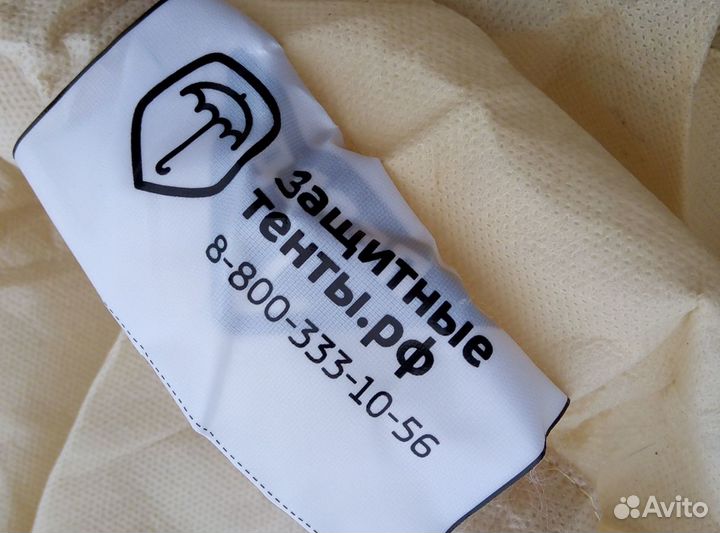 защитные
тенты.рф
8-800-333-10-56
Avito